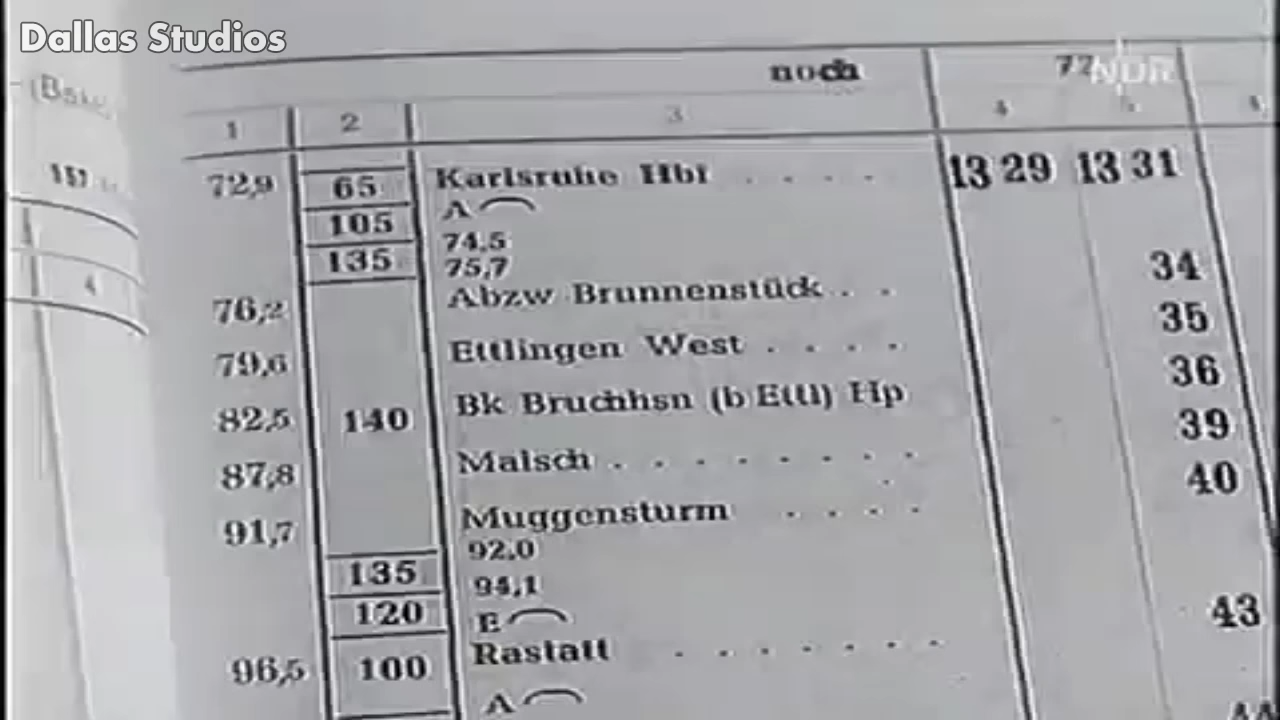 Dallas Studios
NDR
noch 72
1 2 3 4 5
72,9 65 Karlsruhe Hbf . . . . 13 29 13 31
105 A
74,5
135 75,7
76,2 Abzw Brunnenstück . . 34
79,6 Ettlingen West . . . . 35
82,5 140 Bk Bruchhsn (b Ettl) Hp 36
87,8 Malsch . . . . . . . . 39
91,7 Muggensturm . . . . 40
92,0
135 94,1
120 E
96,5 100 Rastatt . . . . . . . 43
A
4